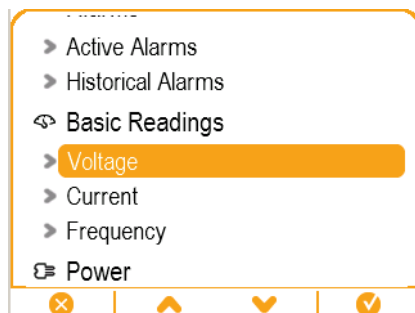 Active Alarms
Historical Alarms
Basic Readings
Voltage
Current
Frequency
Power